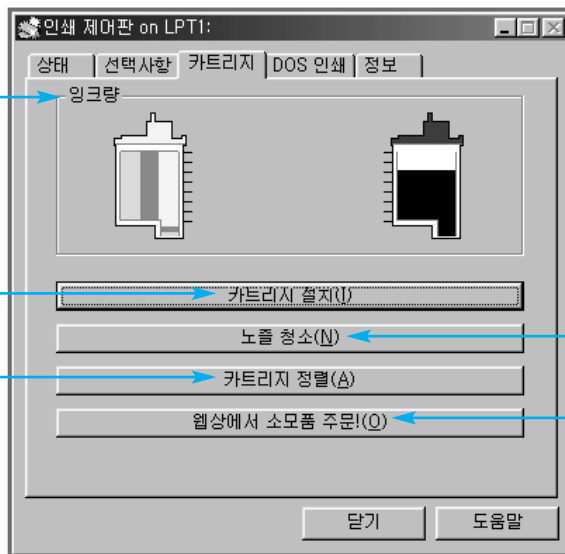 인쇄 제어판 on LPT1:
상태 선택사항 카트리지 DOS 인쇄 정보
잉크량
카트리지 설치(I)
노즐 청소(N)
카트리지 정렬(A)
웹상에서 소모품 주문!(O)
닫기 도움말